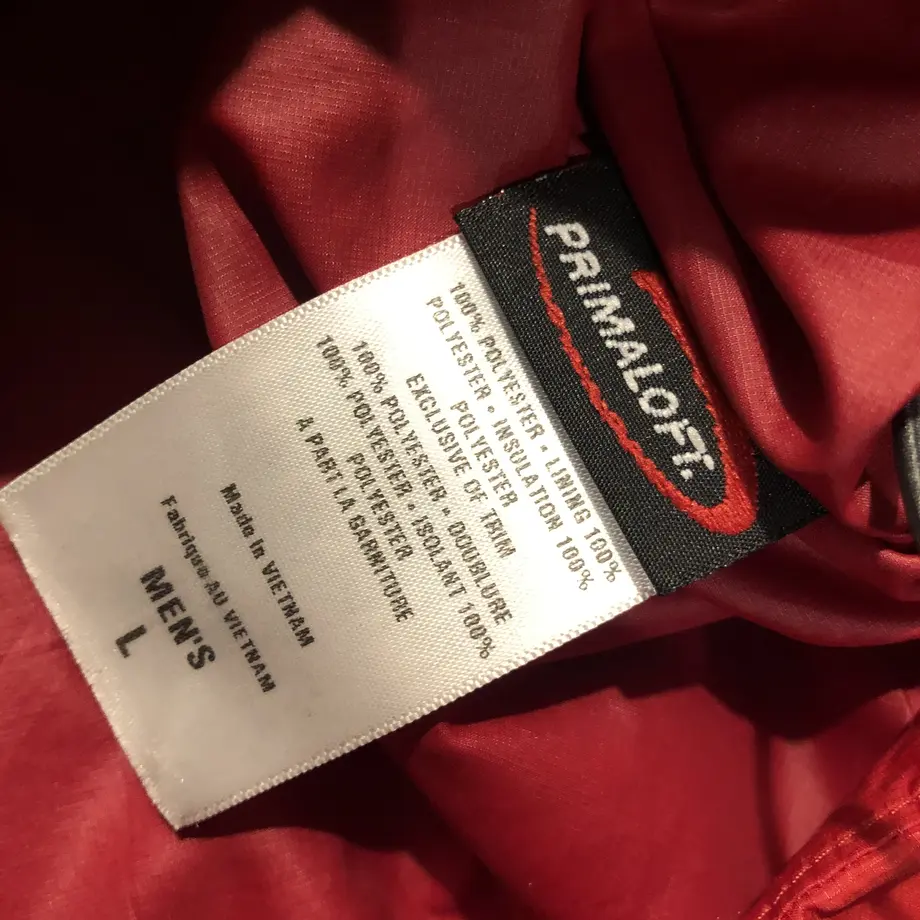 PRIMALOFT.
100% POLYESTER • LINING 100%
POLYESTER • INSULATION 100%
POLYESTER
EXCLUSIVE OF TRIM
100% POLYESTER • DOUBLURE
100% POLYESTER • ISOLANT 100%
POLYESTER
A PART LA GARNITURE
Made in VIETNAM
Fabrique AU VIETNAM
MEN'S
L